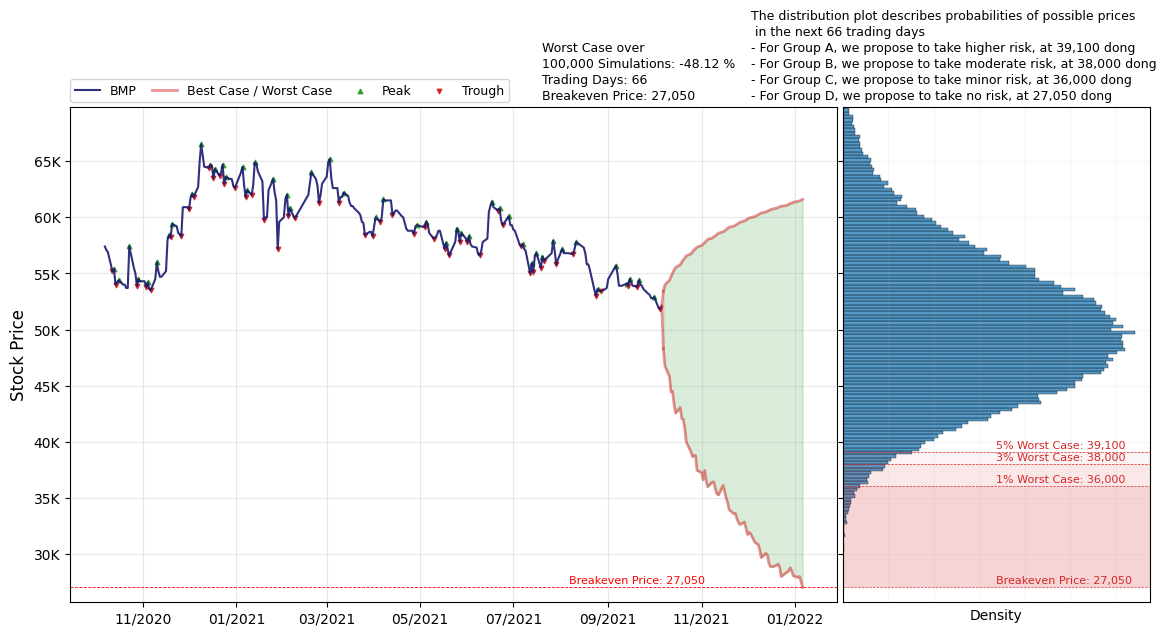 The distribution plot describes probabilities of possible prices
in the next 66 trading days
- For Group A, we propose to take higher risk, at 39,100 dong
- For Group B, we propose to take moderate risk, at 38,000 dong
- For Group C, we propose to take minor risk, at 36,000 dong
- For Group D, we propose to take no risk, at 27,050 dong
Worst Case over
100,000 Simulations: -48.12 %
Trading Days: 66
Breakeven Price: 27,050
BMP
Best Case / Worst Case
Peak
Trough
Stock Price
65K
60K
55K
50K
45K
40K
35K
30K
Breakeven Price: 27,050
11/2020
01/2021
03/2021
05/2021
07/2021
09/2021
11/2021
01/2022
5% Worst Case: 39,100
3% Worst Case: 38,000
1% Worst Case: 36,000
Breakeven Price: 27,050
Density